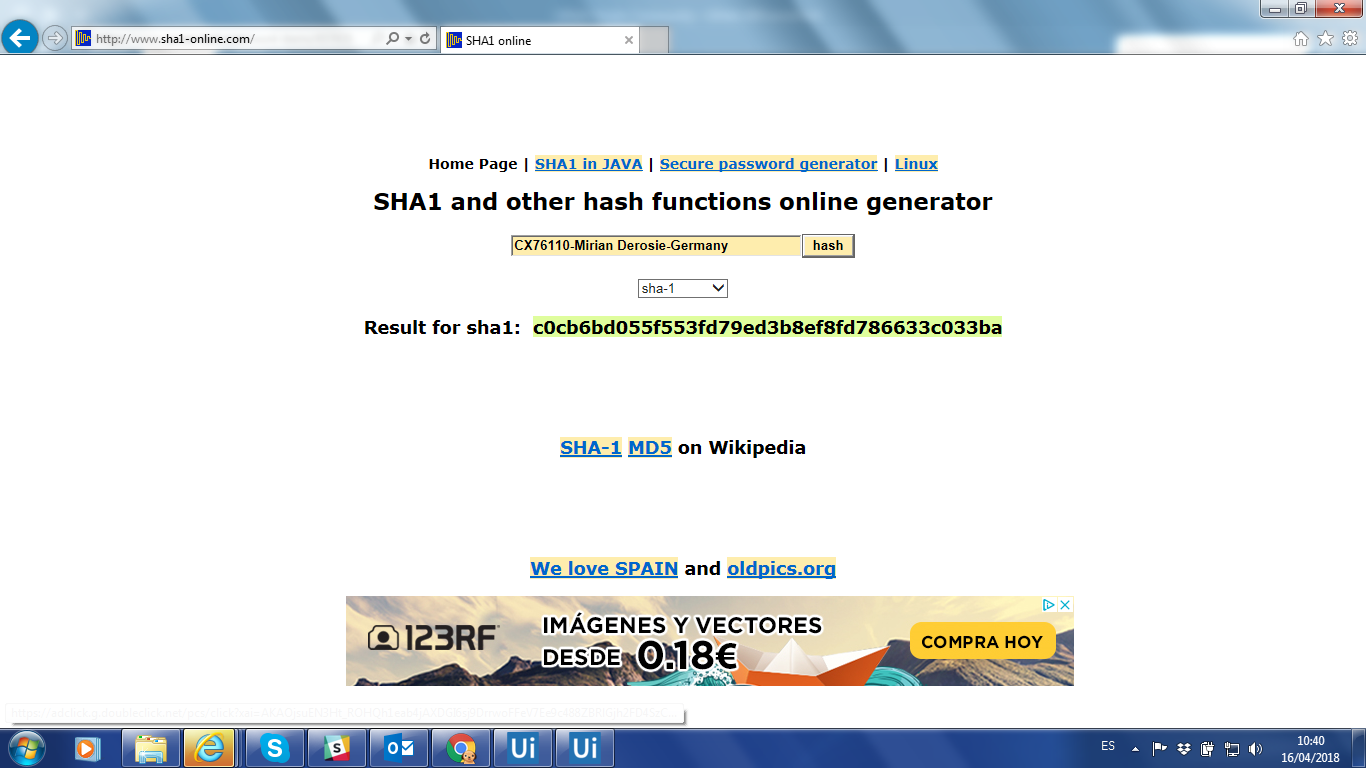 http://www.sha1-online.com/
SHA1 online
Home Page | SHA1 in JAVA | Secure password generator | Linux
SHA1 and other hash functions online generator
CX76110-Mirian Derosie-Germany hash
sha-1
Result for sha1: c0cb6bd055f553fd79ed3b8ef8fd786633c033ba
SHA-1 MD5 on Wikipedia
We love SPAIN and oldpics.org
123RF
IMÁGENES Y VECTORES
DESDE 0.18€
COMPRA HOY
Ui Ui
ES
10:40
16/04/2018